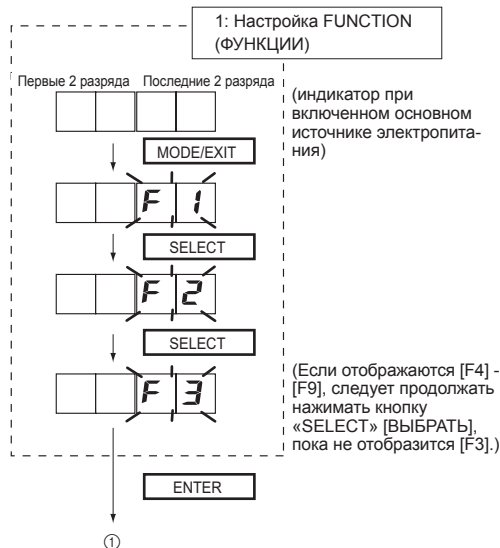 1: Настройка FUNCTION
(ФУНКЦИИ)
Первые 2 разряда Последние 2 разряда
(индикатор при
включенном основном
источнике электропита-
ния)
MODE/EXIT
F 1
SELECT
F 2
SELECT
F 3
(Если отображаются [F4] -
[F9], следует продолжать
нажимать кнопку
«SELECT» [ВЫБРАТЬ],
пока не отобразится [F3].)
ENTER
①